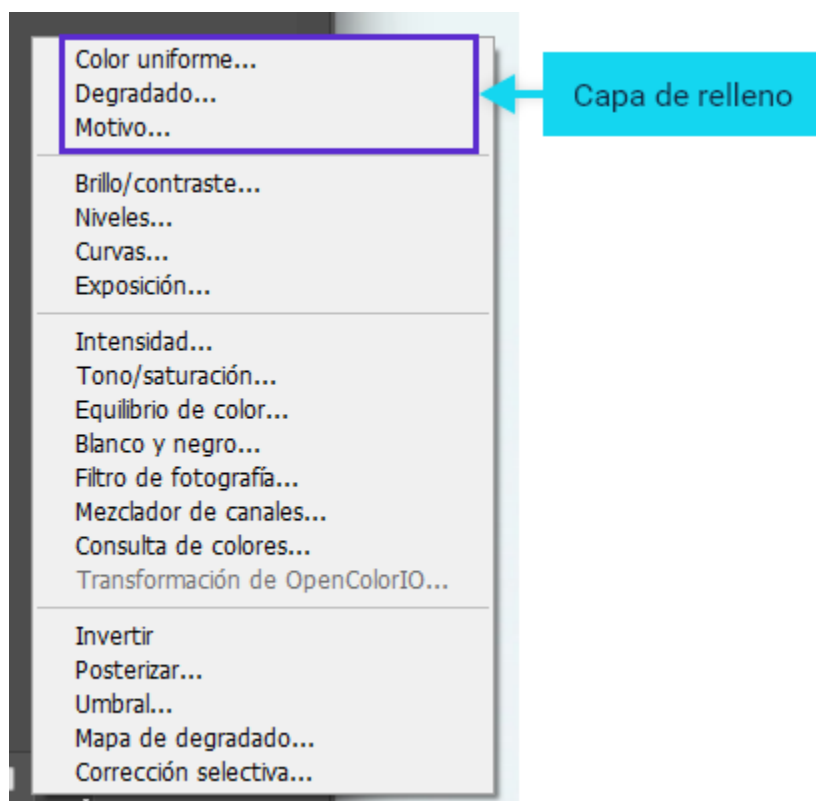 Color uniforme...
Degradado...
Motivo...
Capa de relleno
Brillo/contraste...
Niveles...
Curvas...
Exposición...
Intensidad...
Tono/saturación...
Equilibrio de color...
Blanco y negro...
Filtro de fotografía...
Mezclador de canales...
Consulta de colores...
Transformación de OpenColorIO...
Invertir
Posterizar...
Umbral...
Mapa de degradado...
Corrección selectiva...